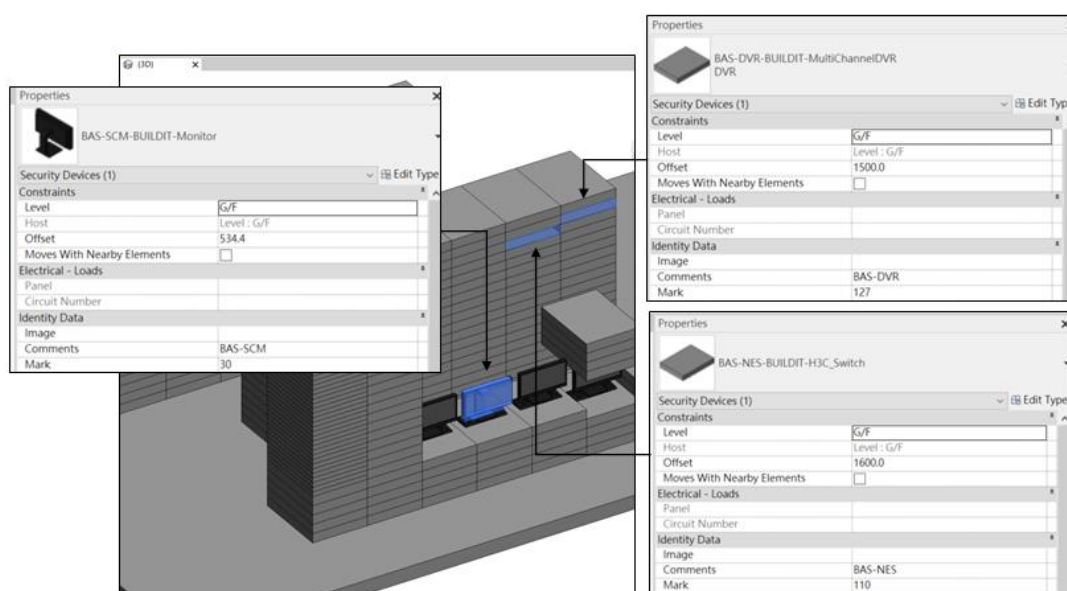 (3D)
Properties
BAS-SCM-BUILDIT-Monitor
Security Devices (1)
Edit Type
Constraints
Level G/F
Host Level : G/F
Offset 534.4
Moves With Nearby Elements
Electrical - Loads
Panel
Circuit Number
Identity Data
Image
Comments BAS-SCM
Mark 30
Properties
BAS-DVR-BUILDIT-MultiChannelDVR
DVR
Security Devices (1)
Edit Typ
Constraints
Level G/F
Host Level : G/F
Offset 1500.0
Moves With Nearby Elements
Electrical - Loads
Panel
Circuit Number
Identity Data
Image
Comments BAS-DVR
Mark 127
Properties
BAS-NES-BUILDIT-H3C_Switch
Security Devices (1)
Edit Type
Constraints
Level G/F
Host Level : G/F
Offset 1600.0
Moves With Nearby Elements
Electrical - Loads
Panel
Circuit Number
Identity Data
Image
Comments BAS-NES
Mark 110